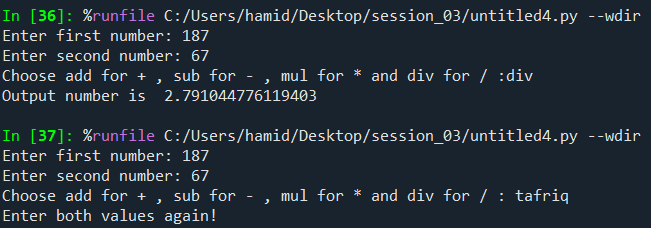 In [36]: %runfile C:/Users/hamid/Desktop/session_03/untitled4.py --wdir
Enter first number: 187
Enter second number: 67
Choose add for + , sub for - , mul for * and div for / :div
Output number is  2.791044776119403
In [37]: %runfile C:/Users/hamid/Desktop/session_03/untitled4.py --wdir
Enter first number: 187
Enter second number: 67
Choose add for + , sub for - , mul for * and div for / : tafriq
Enter both values again!